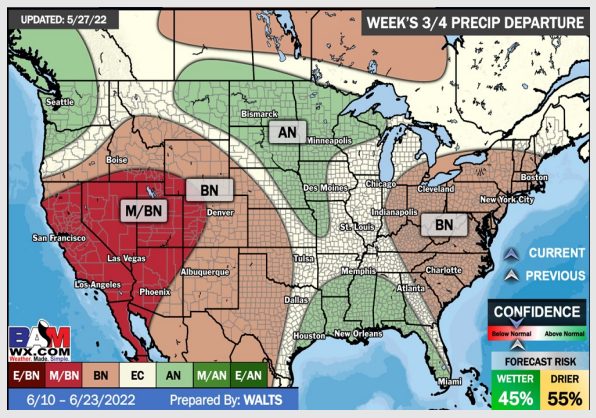 UPDATED: 5/27/22
WEEK'S 3/4 PRECIP DEPARTURE
Seattle
Bismarck
AN
Minneapolis
Boise
Boston
Des Moines
Chicago
Cleveland
BN
New York City
M/BN
Denver
Indianapolis
BN
St. Louis
San Francisco
CURRENT
Las Vegas
Tulsa
Charlotte
Albuquerque
Memphis
PREVIOUS
Los Angeles
Phoenix
Atlanta
Dallas
CONFIDENCE
Houston
New Orleans
Below Normal
Above Normal
BAM
WX.COM
Weather. Made. Simple.
FORECAST RISK
E/BN
M/BN
BN
EC
AN
M/AN
E/AN
Miami
WETTER
DRIER
45%
55%
6/10 – 6/23/2022
Prepared By: WALTS